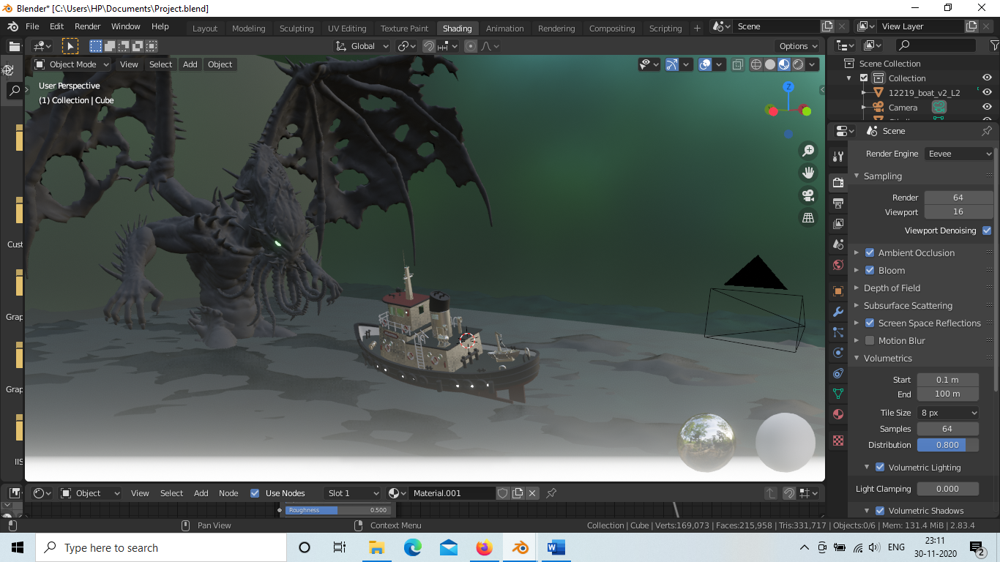 Blender* [C:\Users\HP\Documents\Project.blend]
File Edit Render Window Help Layout Modeling Sculpting UV Editing Texture Paint Shading Animation Rendering Compositing Scripting + Scene View Layer
Global Options
Object Mode View Select Add Object
User Perspective
(1) Collection | Cube
Z
Scene Collection
Collection
12219_boat_v2_L2
Camera
Scene
Render Engine Eevee
Sampling
Render 64
Viewport 16
Viewport Denoising
Ambient Occlusion
Bloom
Depth of Field
Subsurface Scattering
Screen Space Reflections
Motion Blur
Volumetrics
Start 0.1 m
End 100 m
Tile Size 8 px
Samples 64
Distribution 0.800
Volumetric Lighting
Light Clamping 0.000
Volumetric Shadows
Cust
Grap
Grap
IIS
Object View Select Add Node Use Nodes Slot 1 Material.001
Roughness 0.500
Pan View Context Menu Collection | Cube | Verts:169,073 | Faces:215,958 | Tris:331,717 | Objects:0/6 | Mem: 131.4 MiB | 2.83.4
Type here to search
ENG
23:11
30-11-2020
2